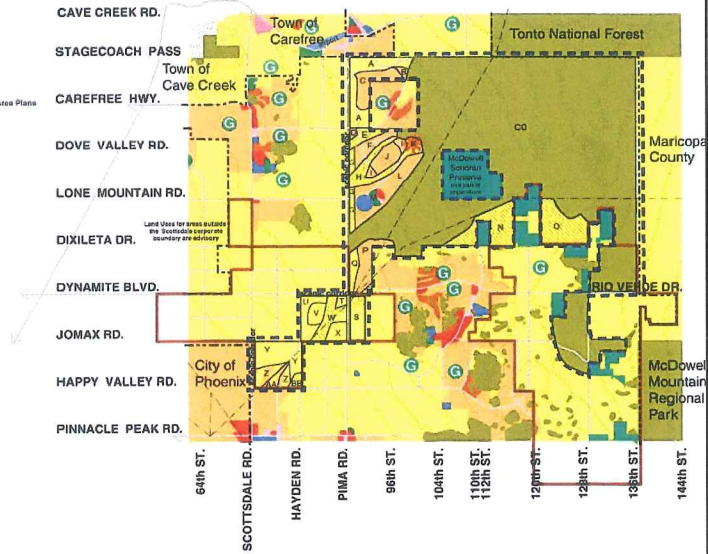 CAVE CREEK RD.
Town of
Carefree
STAGECOACH PASS
Tonto National Forest
Town of
Cave Creek
Area Plans
CAREFREE HWY.
DOVE VALLEY RD.
Maricopa
County
McDowell
Sonoran
Preserve
LONE MOUNTAIN RD.
Land Uses for areas outside
the Scottsdale corporate
boundary are advisory
DIXILETA DR.
DYNAMITE BLVD.
RIO VERDE DR.
JOMAX RD.
City of
Phoenix
HAPPY VALLEY RD.
McDowell
Mountain
Regional
Park
PINNACLE PEAK RD.
G
G
G
G
G
G
G
G
G
G
G
G
G
G
A
B
C
A
CO
E
F
J
H
L
N
O
P
Q
U
T
V
W
S
X
Y
Y
Z
Z
AA
BB
64th ST.
SCOTTSDALE RD.
HAYDEN RD.
PIMA RD.
96th ST.
104th ST.
110th ST.
112th ST.
120th ST.
128th ST.
136th ST.
144th ST.